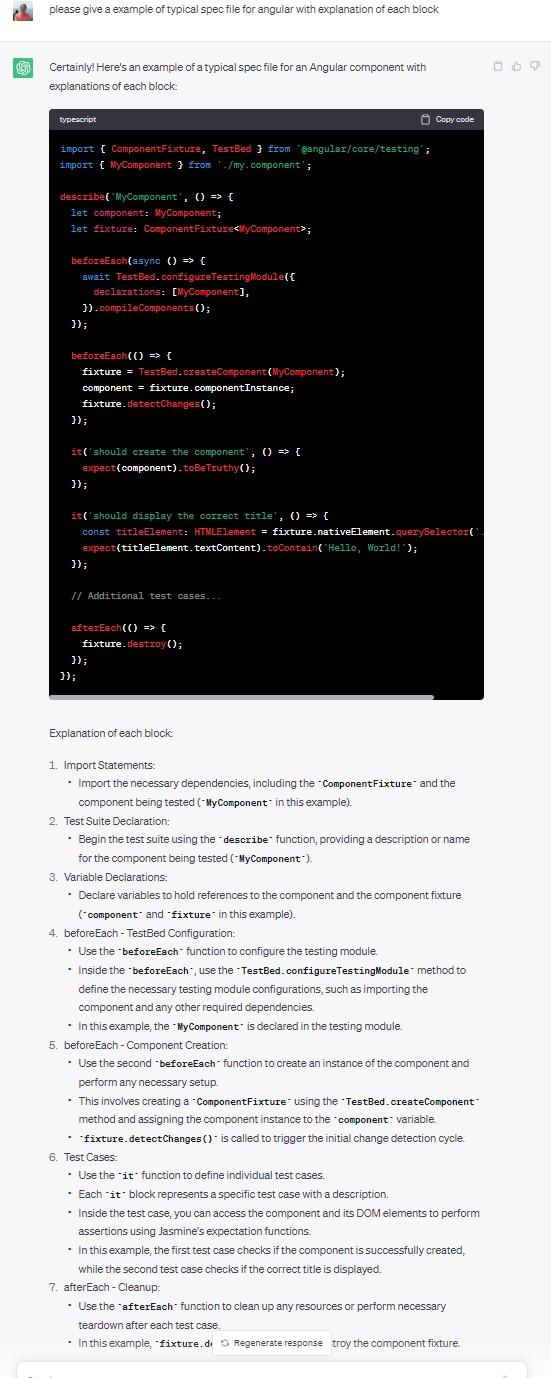 please give a example of typical spec file for angular with explanation of each block
Certainly! Here's an example of a typical spec file for an Angular component with
explanations of each block:
typescript
Copy code
import { ComponentFixture, TestBed } from '@angular/core/testing';
import { MyComponent } from './my.component';
describe('MyComponent', () => {
let component: MyComponent;
let fixture: ComponentFixture<MyComponent>;
beforeEach(async () => {
await TestBed.configureTestingModule({
declarations: [MyComponent],
}).compileComponents();
});
beforeEach(() => {
fixture = TestBed.createComponent(MyComponent);
component = fixture.componentInstance;
fixture.detectChanges();
});
it('should create the component', () => {
expect(component).toBeTruthy();
});
it('should display the correct title', () => {
const titleElement: HTMLElement = fixture.nativeElement.querySelector('.
expect(titleElement.textContent).toContain('Hello, World!');
});
// Additional test cases...
afterEach(() => {
fixture.destroy();
});
});
Explanation of each block:
1. Import Statements:
• Import the necessary dependencies, including the `ComponentFixture` and the
component being tested (`MyComponent` in this example).
2. Test Suite Declaration:
• Begin the test suite using the `describe` function, providing a description or name
for the component being tested (`MyComponent`).
3. Variable Declarations:
• Declare variables to hold references to the component and the component fixture
(`component` and `fixture` in this example).
4. beforeEach - TestBed Configuration:
• Use the `beforeEach` function to configure the testing module.
• Inside the `beforeEach`, use the `TestBed.configureTestingModule` method to
define the necessary testing module configurations, such as importing the
component and any other required dependencies.
• In this example, the `MyComponent` is declared in the testing module.
5. beforeEach - Component Creation:
• Use the second `beforeEach` function to create an instance of the component and
perform any necessary setup.
• This involves creating a `ComponentFixture` using the `TestBed.createComponent`
method and assigning the component instance to the `component` variable.
• `fixture.detectChanges()` is called to trigger the initial change detection cycle.
6. Test Cases:
• Use the `it` function to define individual test cases.
• Each `it` block represents a specific test case with a description.
• Inside the test case, you can access the component and its DOM elements to perform
assertions using Jasmine's expectation functions.
• In this example, the first test case checks if the component is successfully created,
while the second test case checks if the correct title is displayed.
7. afterEach - Cleanup:
• Use the `afterEach` function to clean up any resources or perform necessary
teardown after each test case.
• In this example, `fixture.de Regenerate response troy the component fixture.